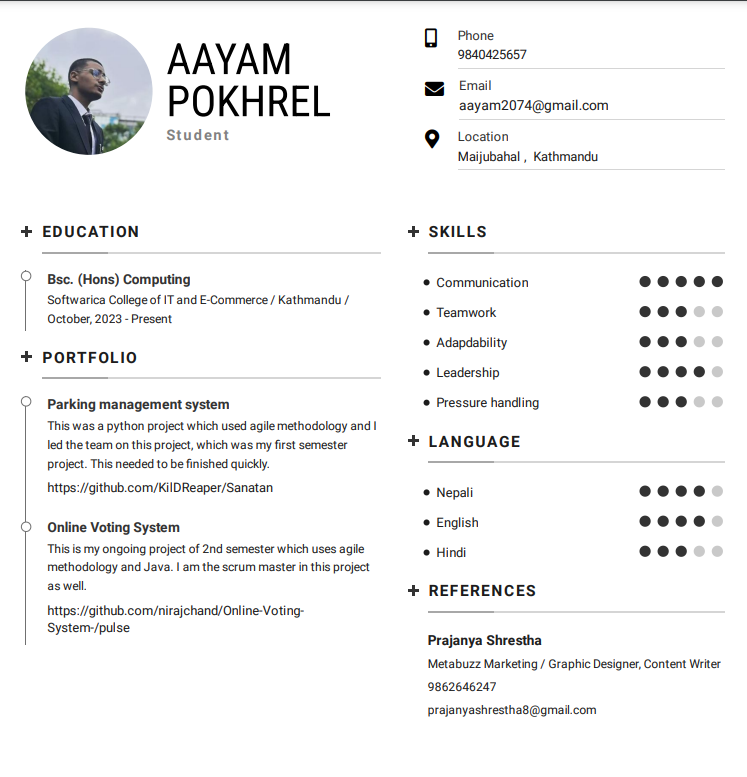 AAYAM
POKHREL
Student
Phone
9840425657
Email
aayam2074@gmail.com
Location
Maijubahal ,  Kathmandu
EDUCATION
Bsc. (Hons) Computing
Softwarica College of IT and E-Commerce / Kathmandu /
October, 2023 - Present
PORTFOLIO
Parking management system
This was a python project which used agile methodology and I
led the team on this project, which was my first semester
project. This needed to be finished quickly.
https://github.com/KilDReaper/Sanatan
Online Voting System
This is my ongoing project of 2nd semester which uses agile
methodology and Java. I am the scrum master in this project
as well.
https://github.com/nirajchand/Online-Voting-
System-/pulse
SKILLS
Communication
Teamwork
Adapdability
Leadership
Pressure handling
LANGUAGE
Nepali
English
Hindi
REFERENCES
Prajanya Shrestha
Metabuzz Marketing / Graphic Designer, Content Writer
9862646247
prajanyashrestha8@gmail.com